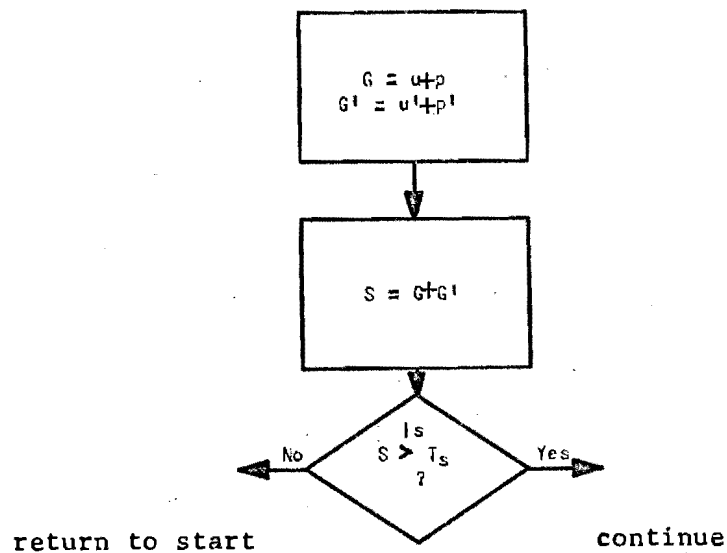 G = u+p
G' = u'+p'
S = G+G'
Is
S > Ts
?
No
Yes
return to start
continue